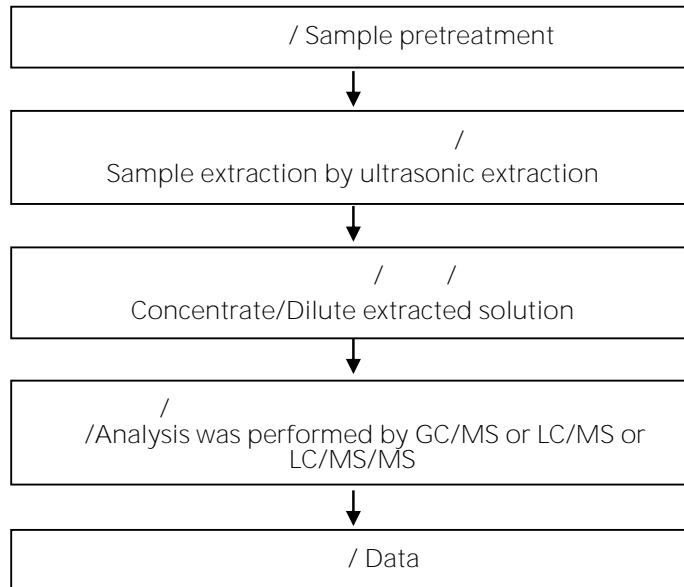 / Sample pretreatment
/
Sample extraction by ultrasonic extraction
/ /
Concentrate/Dilute extracted solution
/
/Analysis was performed by GC/MS or LC/MS or
LC/MS/MS
/ Data